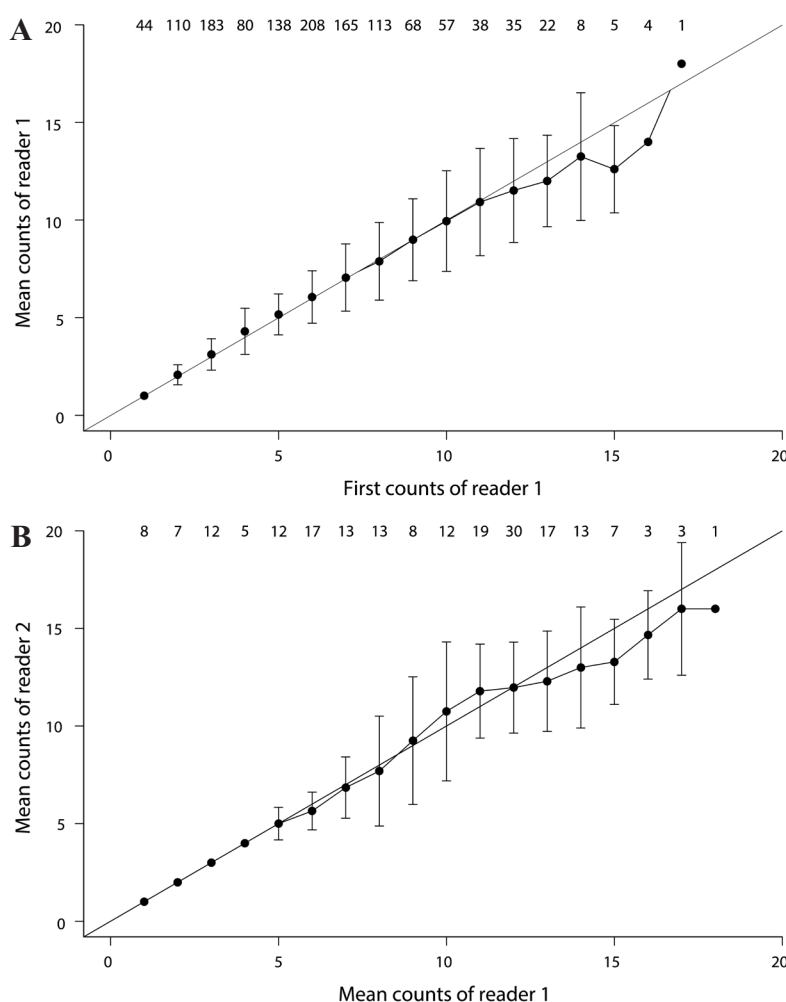 A
20 44 110 183 80 138 208 165 113 68 57 38 35 22 8 5 4 1
15
10
5
0
Mean counts of reader 1
0 5 10 15 20
First counts of reader 1
B
20 8 7 12 5 12 17 13 13 8 12 19 30 17 13 7 3 3 1
15
10
5
0
Mean counts of reader 2
0 5 10 15 20
Mean counts of reader 1